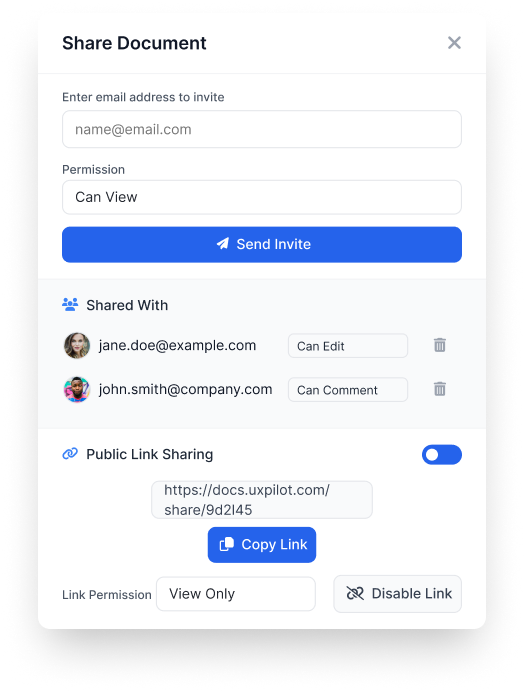 Share Document
Enter email address to invite
name@email.com
Permission
Can View
Send Invite
Shared With
jane.doe@example.com
Can Edit
john.smith@company.com
Can Comment
Public Link Sharing
https://docs.uxpilot.com/
share/9d2l45
Copy Link
Link Permission
View Only
Disable Link